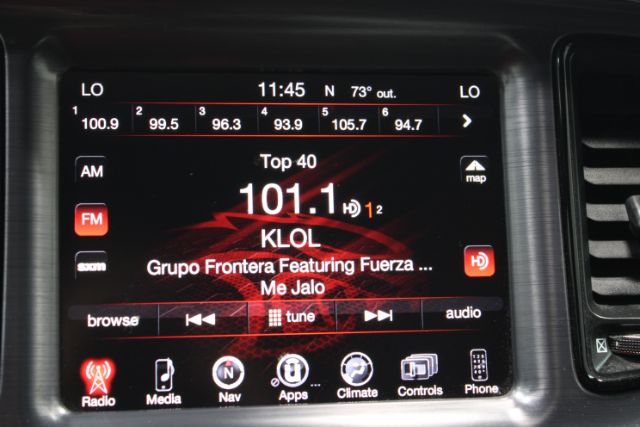 LO 11:45 N 73° out. LO
1 100.9 2 99.5 3 96.3 4 93.9 5 105.7 6 94.7
AM Top 40 map
101.1 HD 1 2
FM KLOL
sxm Grupo Frontera Featuring Fuerza ... HD
Me Jalo
browse tune audio
Radio Media Nav Apps ... Climate Controls Phone